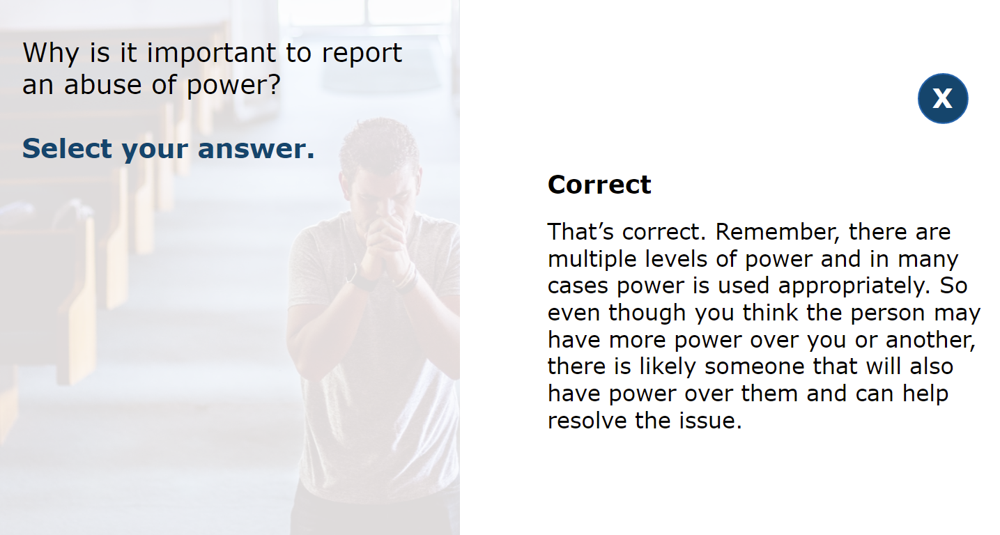 Why is it important to report
an abuse of power?
Select your answer.
X
Correct
That’s correct. Remember, there are
multiple levels of power and in many
cases power is used appropriately. So
even though you think the person may
have more power over you or another,
there is likely someone that will also
have power over them and can help
resolve the issue.